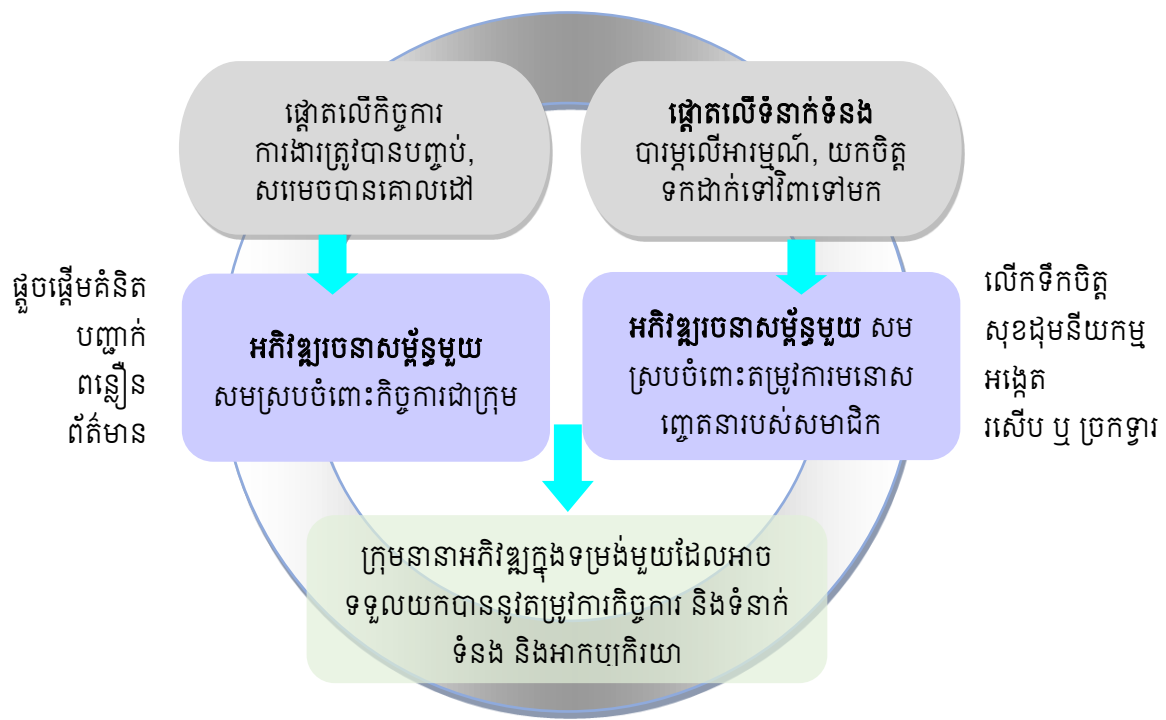 ផ្តោតលើកិច្ចការ
ការងារត្រូវបានបញ្ចប់,
សម្រេចបានគោលដៅ
ផ្តោតលើទំនាក់ទំនង
បារម្ភលើអារម្មណ៍, យកចិត្ត
ទកដាក់ទៅវិពាទៅមក
ផ្តួចផ្តើមគំនិត
បញ្ជាក់
ពន្លឿន
ព័ត៌មាន
អភិវឌ្ឍរចនាសម្ព័ន្ធមួយ
សមស្របចំពោះកិច្ចការជាក្រុម
អភិវឌ្ឍរចនាសម្ព័ន្ធមួយ សម
ស្របចំពោះតម្រូវការមនោស
ញ្ចេតនារបស់សមាជិក
លើកទឹកចិត្ត
សុខដុមនីយកម្ម
អង្កេត
រសើប ឬ ច្រកទ្វារ
ក្រុមនានាអភិវឌ្ឍក្នុងទម្រង់មួយដែលអាច
ទទួលយកបាននូវតម្រូវការកិច្ចការ និងទំនាក់
ទំនង និងអាកប្បកិរយា